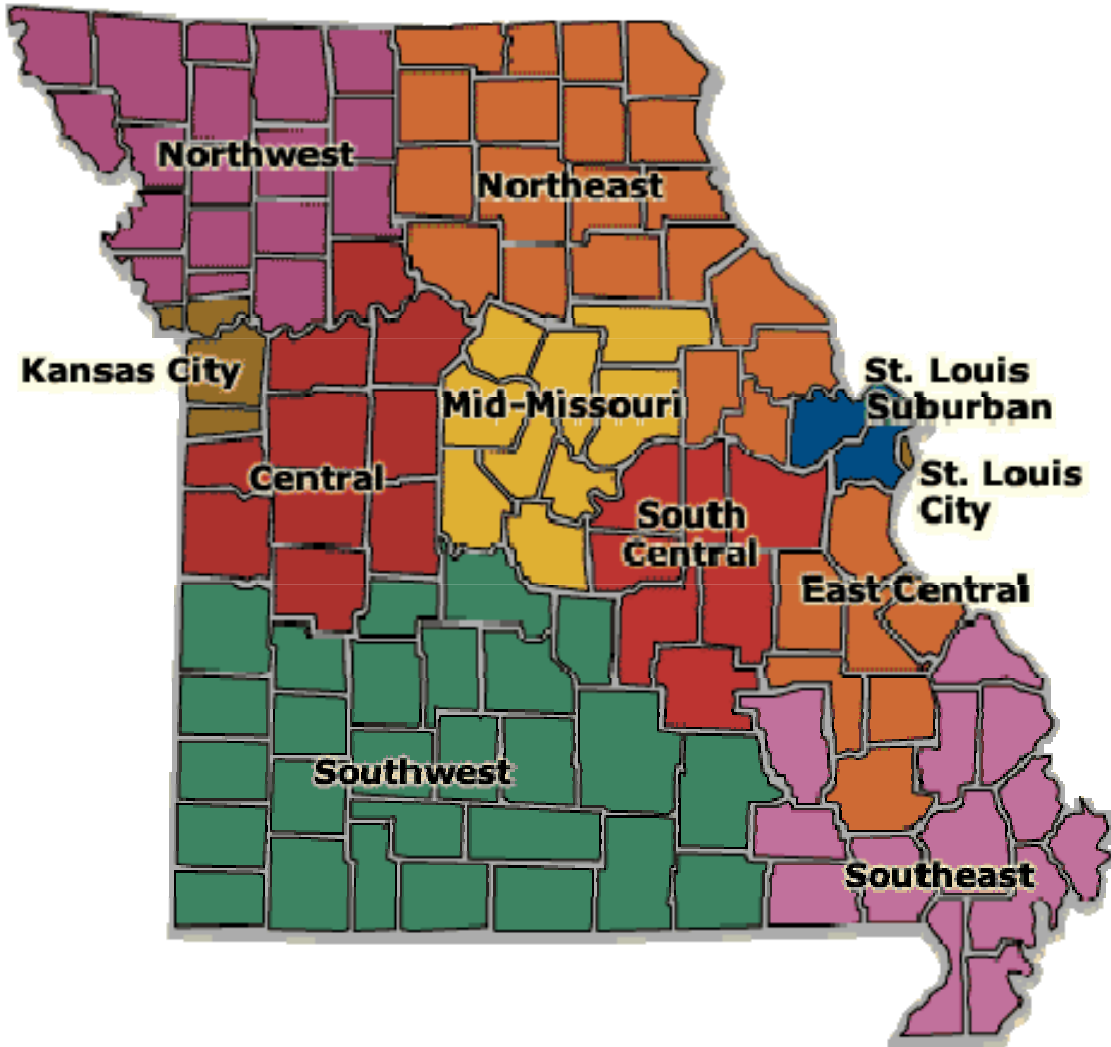 Northwest
Northeast
Kansas City
St. Louis
Suburban
Mid-Missouri
Central
St. Louis
City
South
Central
East Central
Southwest
Southeast